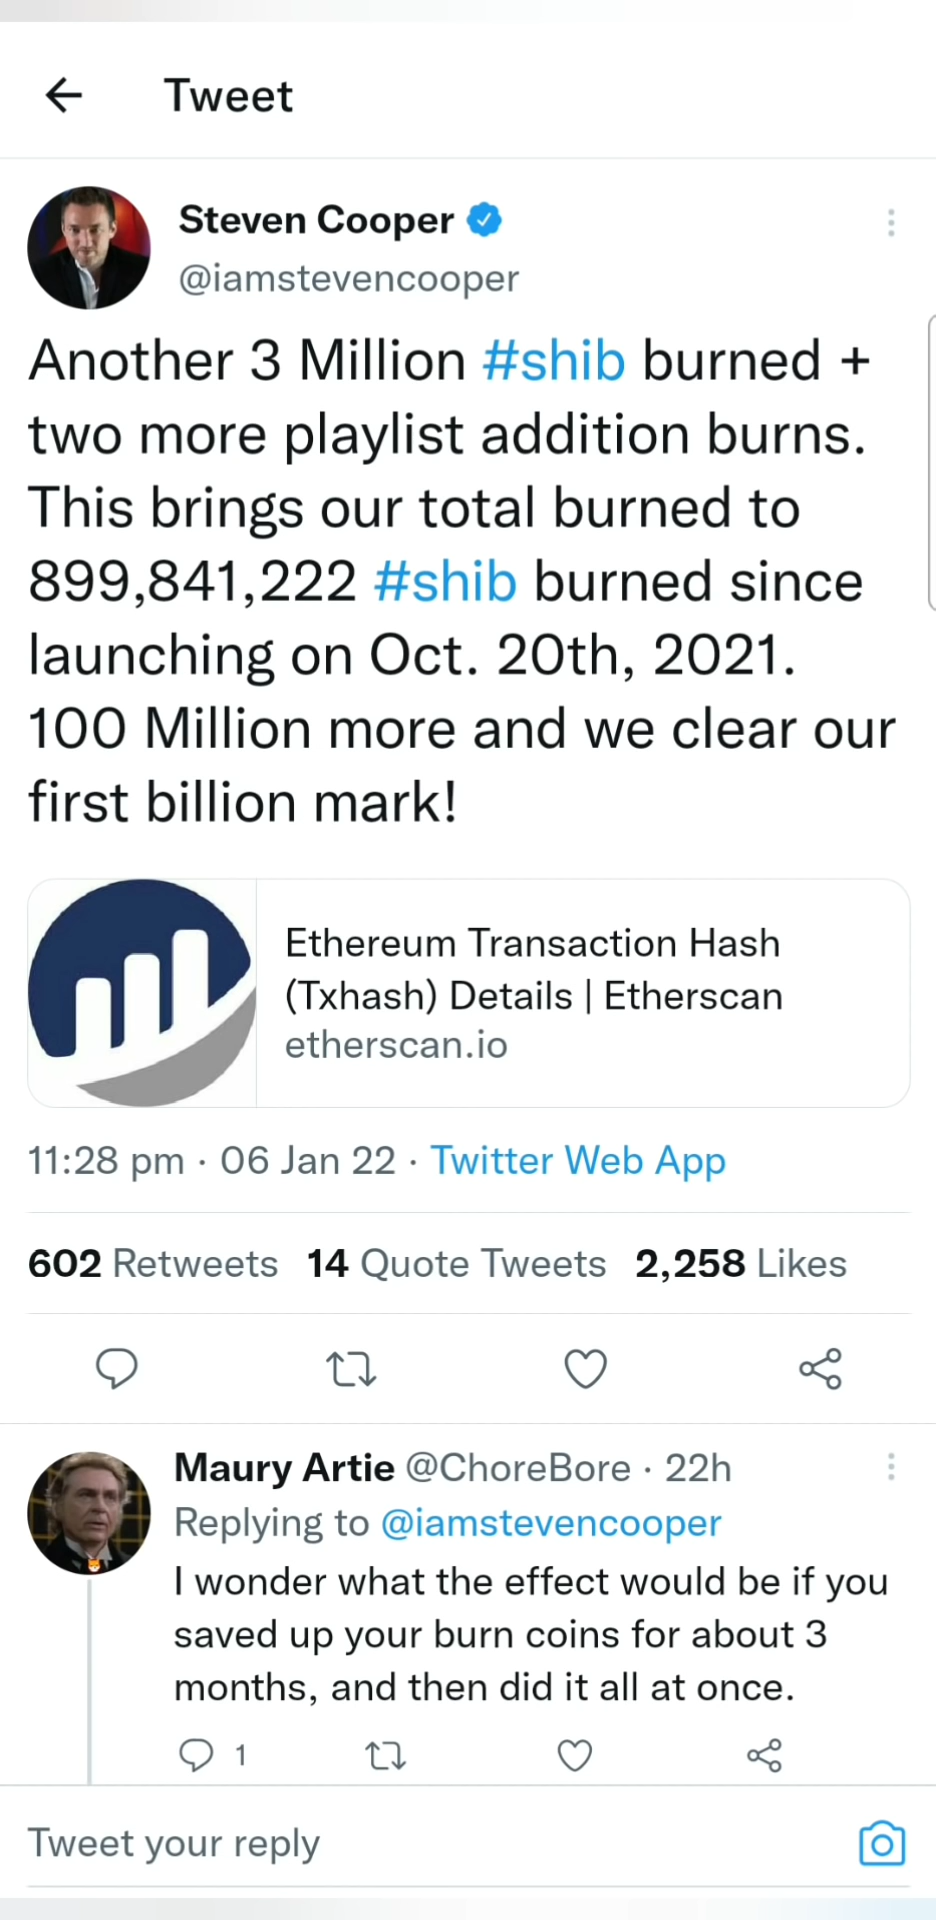 Tweet
Steven Cooper
@iamstevencooper
Another 3 Million #shib burned +
two more playlist addition burns.
This brings our total burned to
899,841,222 #shib burned since
launching on Oct. 20th, 2021.
100 Million more and we clear our
first billion mark!
Ethereum Transaction Hash
(Txhash) Details | Etherscan
etherscan.io
11:28 pm · 06 Jan 22 · Twitter Web App
602 Retweets 14 Quote Tweets 2,258 Likes
Maury Artie @ChoreBore · 22h
Replying to @iamstevencooper
I wonder what the effect would be if you
saved up your burn coins for about 3
months, and then did it all at once.
1
Tweet your reply